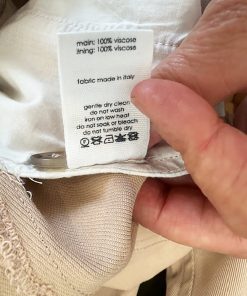 main: 100% viscose
lining: 100% viscose
fabric made in italy
gentle dry clean
do not wash
iron on low heat
do not soak or bleach
do not tumble dry